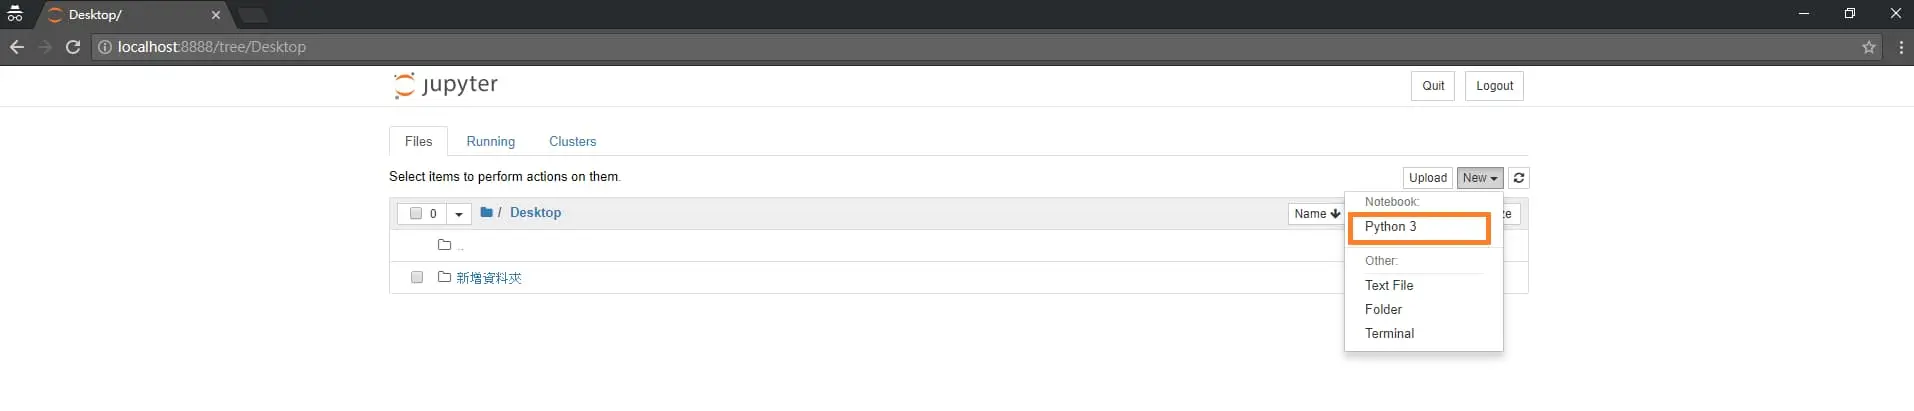 Desktop/
localhost:8888/tree/Desktop
jupyter
Quit
Logout
Files
Running
Clusters
Select items to perform actions on them.
Upload
New
0
/ Desktop
Name
ze
Notebook:
Python 3
Other:
Text File
Folder
Terminal
..
新增資料夾